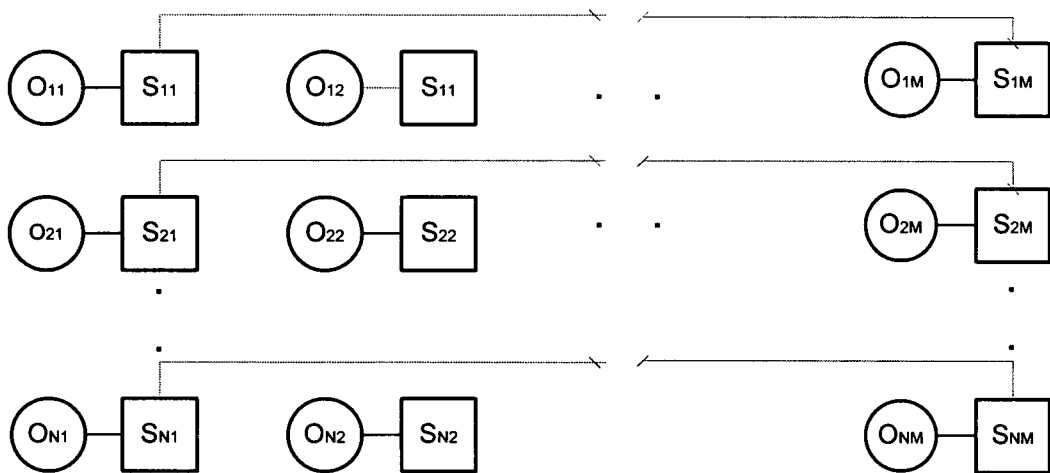 O11 S11 O12 S11 O1M S1M
O21 S21 O22 S22 O2M S2M
ON1 SN1 ON2 SN2 ONM SNM